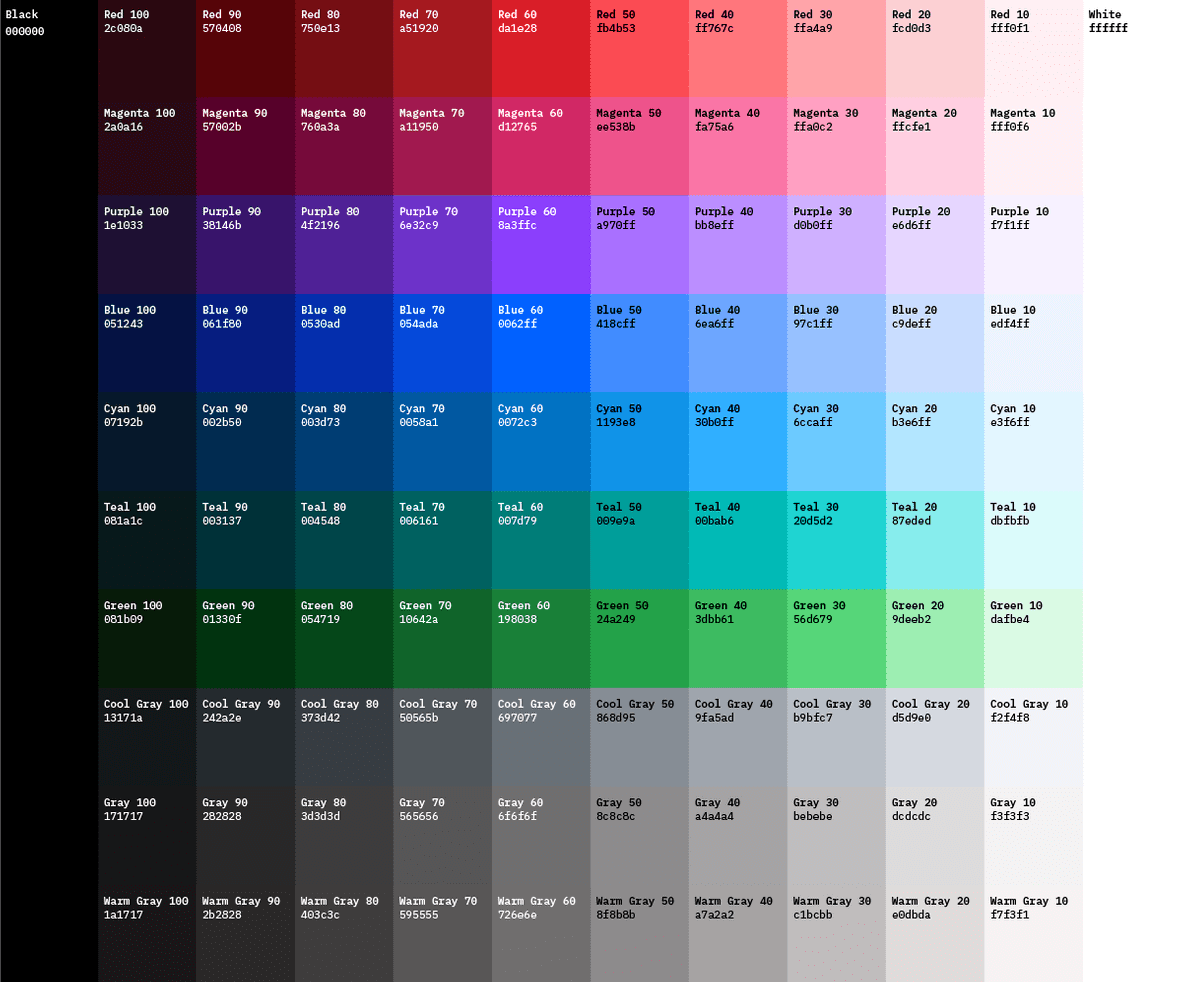 Black
000000
Red 100
2c080a
Red 90
570408
Red 80
750e13
Red 70
a51920
Red 60
da1e28
Red 50
fb4b53
Red 40
ff767c
Red 30
ffa4a9
Red 20
fcd0d3
Red 10
fff0f1
White
ffffff
Magenta 100
2a0a16
Magenta 90
57002b
Magenta 80
760a3a
Magenta 70
a11950
Magenta 60
d12765
Magenta 50
ee538b
Magenta 40
fa75a6
Magenta 30
ffa0c2
Magenta 20
ffcfe1
Magenta 10
fff0f6
Purple 100
1e1033
Purple 90
38146b
Purple 80
4f2196
Purple 70
6e32c9
Purple 60
8a3ffc
Purple 50
a970ff
Purple 40
bb8eff
Purple 30
d0b0ff
Purple 20
e6d6ff
Purple 10
f7f1ff
Blue 100
051243
Blue 90
061f80
Blue 80
0530ad
Blue 70
054ada
Blue 60
0062ff
Blue 50
418cff
Blue 40
6ea6ff
Blue 30
97c1ff
Blue 20
c9deff
Blue 10
edf4ff
Cyan 100
07192b
Cyan 90
002b50
Cyan 80
003d73
Cyan 70
0058a1
Cyan 60
0072c3
Cyan 50
1193e8
Cyan 40
30b0ff
Cyan 30
6ccaff
Cyan 20
b3e6ff
Cyan 10
e3f6ff
Teal 100
081a1c
Teal 90
003137
Teal 80
004548
Teal 70
006161
Teal 60
007d79
Teal 50
009e9a
Teal 40
00bab6
Teal 30
20d5d2
Teal 20
87eded
Teal 10
dbfbfb
Green 100
081b09
Green 90
01330f
Green 80
054719
Green 70
10642a
Green 60
198038
Green 50
24a249
Green 40
3dbb61
Green 30
56d679
Green 20
9deeb2
Green 10
dafbe4
Cool Gray 100
13171a
Cool Gray 90
242a2e
Cool Gray 80
373d42
Cool Gray 70
50565b
Cool Gray 60
697077
Cool Gray 50
868d95
Cool Gray 40
9fa5ad
Cool Gray 30
b9bfc7
Cool Gray 20
d5d9e0
Cool Gray 10
f2f4f8
Gray 100
171717
Gray 90
282828
Gray 80
3d3d3d
Gray 70
565656
Gray 60
6f6f6f
Gray 50
8c8c8c
Gray 40
a4a4a4
Gray 30
bebebe
Gray 20
dcdcdc
Gray 10
f3f3f3
Warm Gray 100
1a1717
Warm Gray 90
2b2828
Warm Gray 80
403c3c
Warm Gray 70
595555
Warm Gray 60
726e6e
Warm Gray 50
8f8b8b
Warm Gray 40
a7a2a2
Warm Gray 30
c1bcbb
Warm Gray 20
e0dbda
Warm Gray 10
f7f3f1